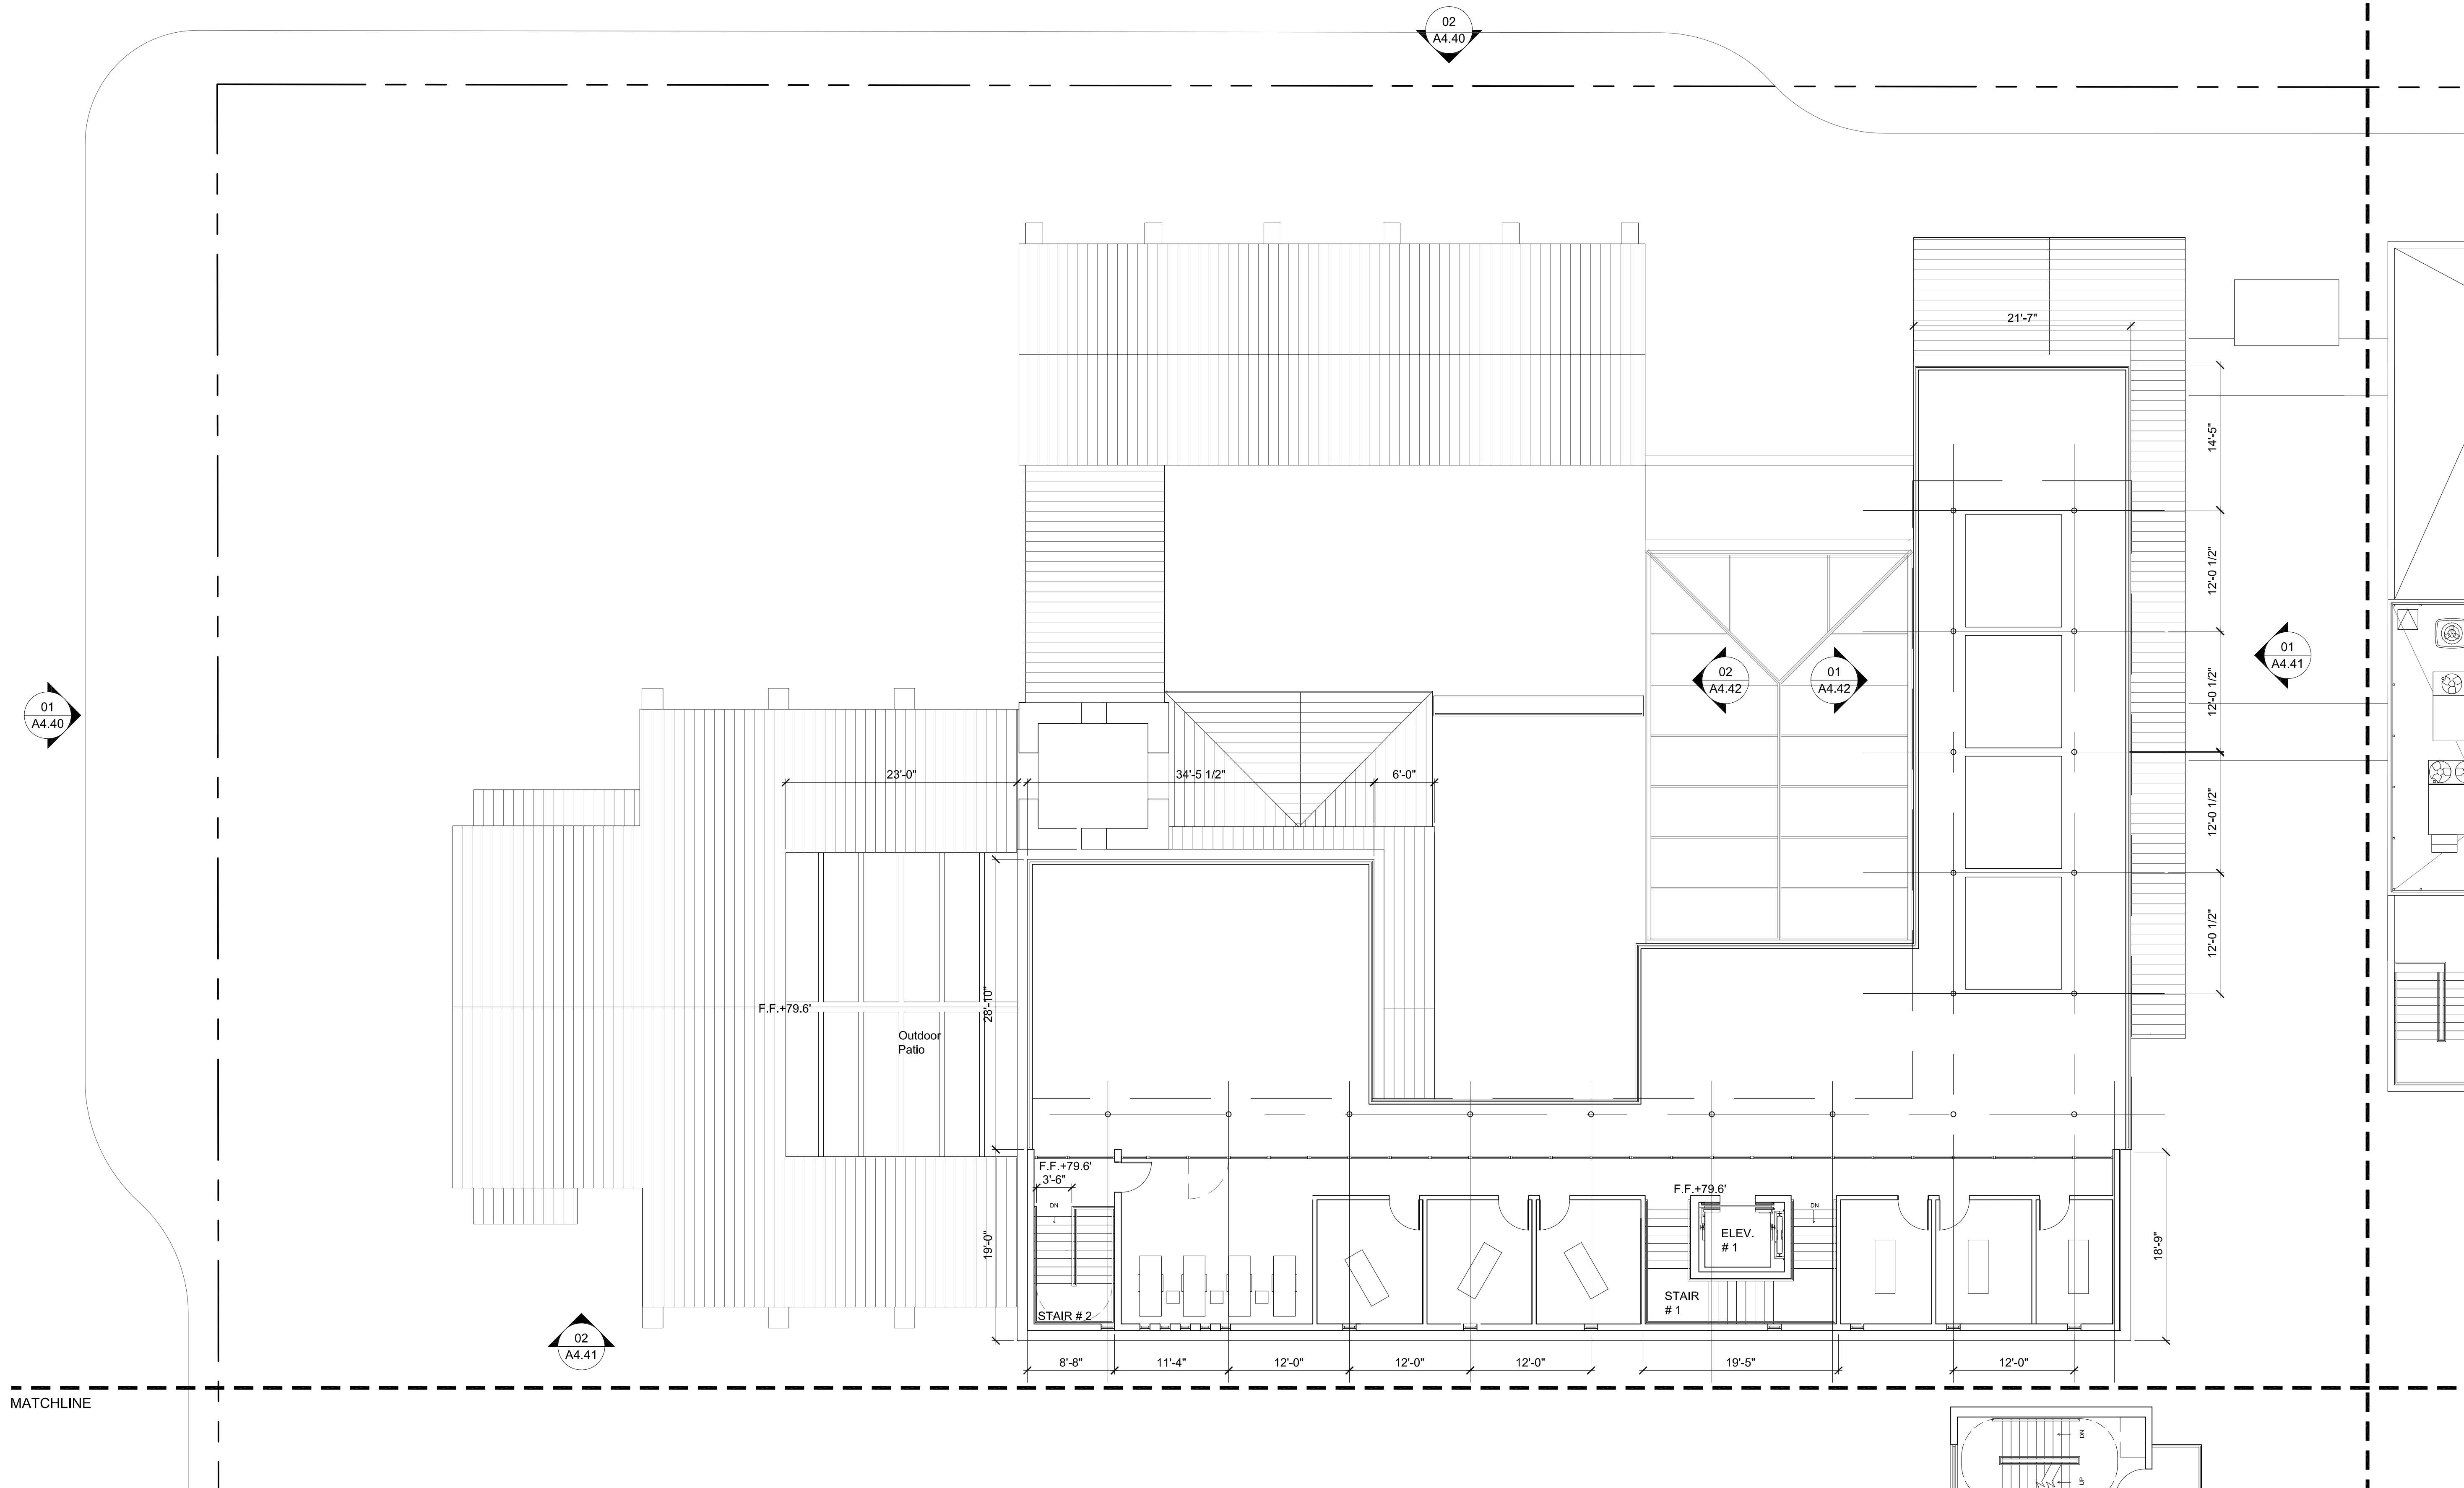 02
A4.40
21'-7"
14'-5"
12'-0 1/2"
12'-0 1/2"
12'-0 1/2"
12'-0 1/2"
01
A4.41
02
A4.42
01
A4.42
01
A4.40
23'-0"
34'-5 1/2"
6'-0"
F.F.+79.6'
28'-10"
Outdoor
Patio
F.F.+79.6'
3'-6"
DN
F.F.+79.6'
DN
ELEV.
# 1
19'-0"
18'-9"
STAIR
# 1
STAIR # 2
02
A4.41
8'-8"
11'-4"
12'-0"
12'-0"
12'-0"
19'-5"
12'-0"
MATCHLINE
DN
UP